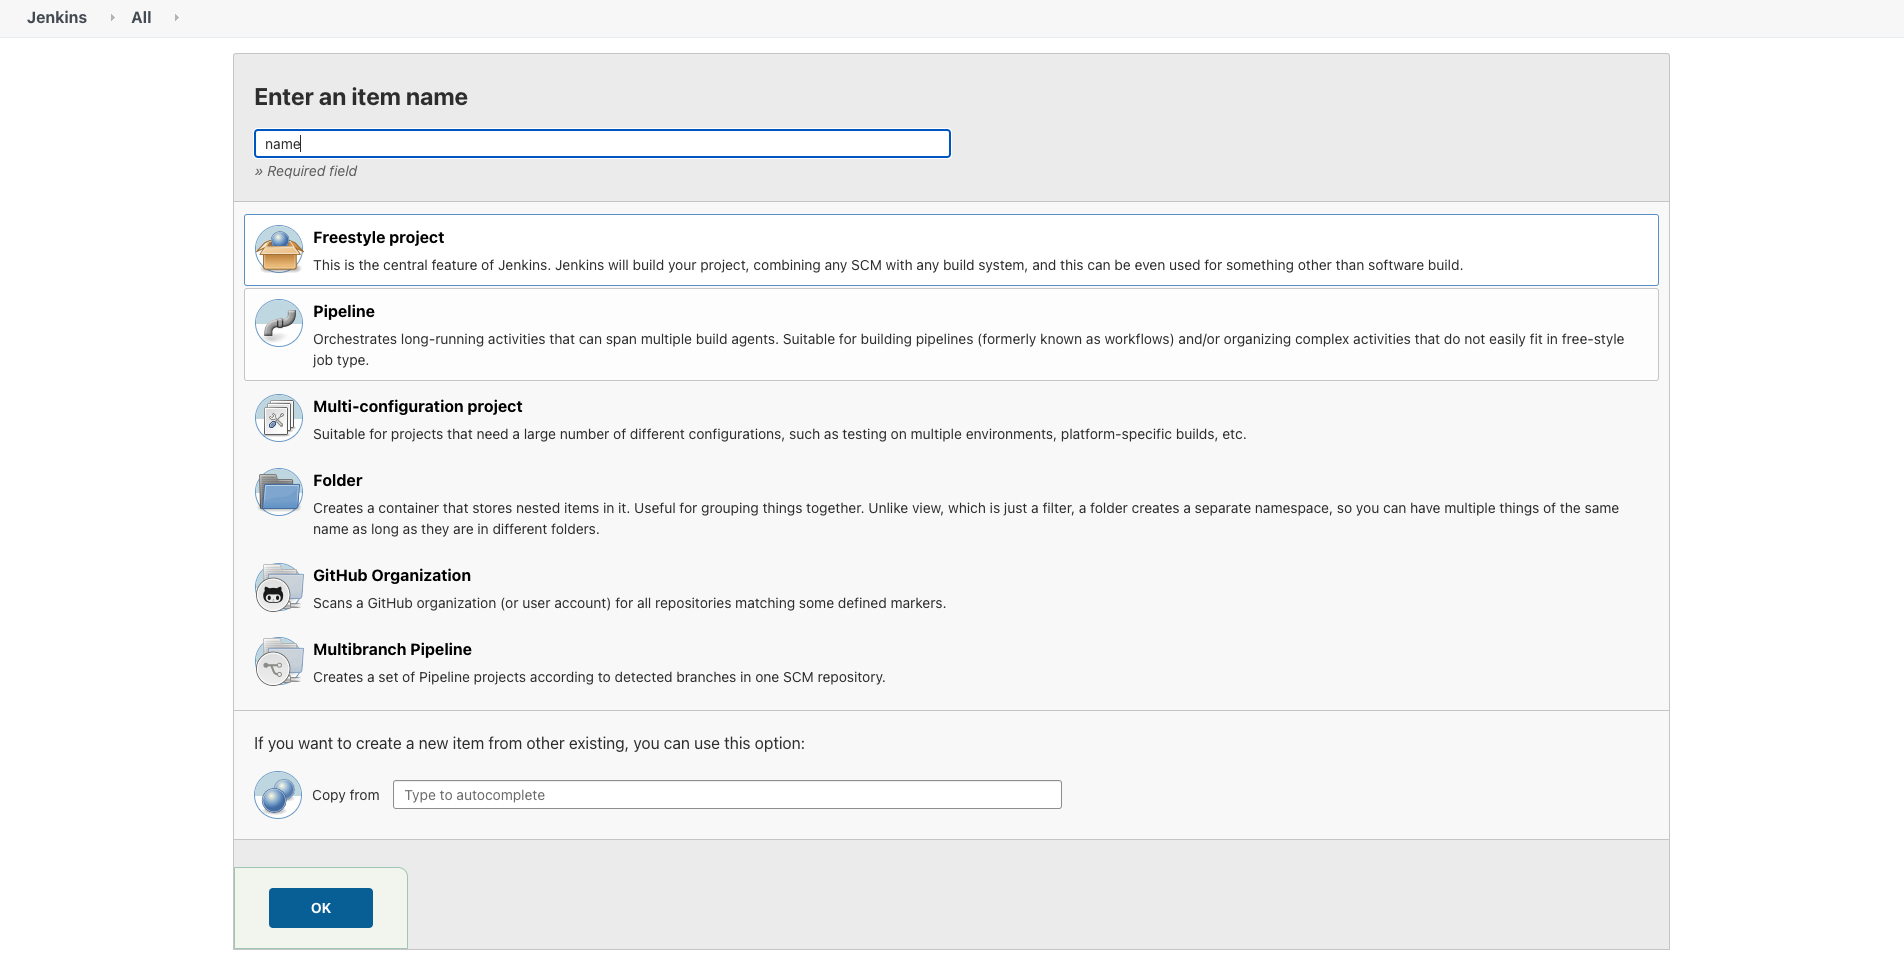 Jenkins All
Enter an item name
name
» Required field
Freestyle project
This is the central feature of Jenkins. Jenkins will build your project, combining any SCM with any build system, and this can be even used for something other than software build.
Pipeline
Orchestrates long-running activities that can span multiple build agents. Suitable for building pipelines (formerly known as workflows) and/or organizing complex activities that do not easily fit in free-style
job type.
Multi-configuration project
Suitable for projects that need a large number of different configurations, such as testing on multiple environments, platform-specific builds, etc.
Folder
Creates a container that stores nested items in it. Useful for grouping things together. Unlike view, which is just a filter, a folder creates a separate namespace, so you can have multiple things of the same
name as long as they are in different folders.
GitHub Organization
Scans a GitHub organization (or user account) for all repositories matching some defined markers.
Multibranch Pipeline
Creates a set of Pipeline projects according to detected branches in one SCM repository.
If you want to create a new item from other existing, you can use this option:
Copy from Type to autocomplete
OK